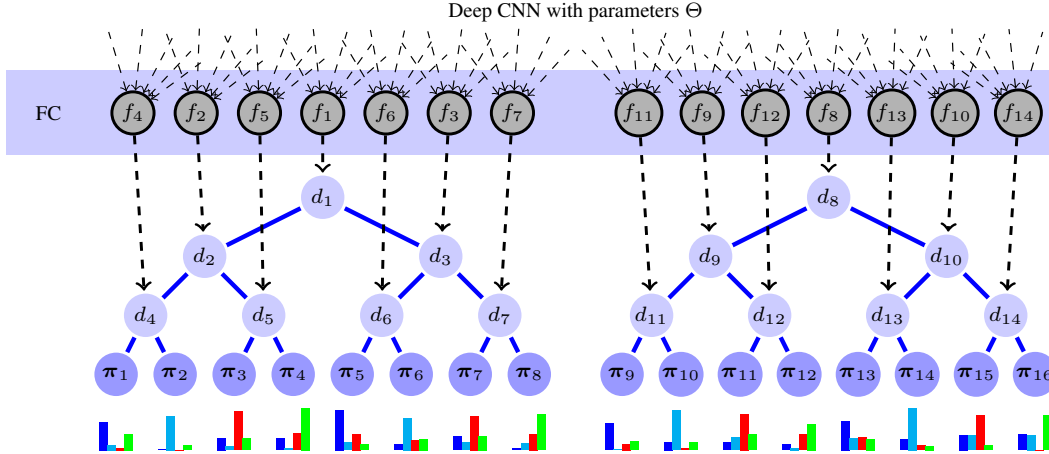 Deep CNN with parameters Θ
FC f₄ f₂ f₅ f₁ f₆ f₃ f₇ f₁₁ f₉ f₁₂ f₈ f₁₃ f₁₀ f₁₄
d₁ d₈
d₂ d₃ d₉ d₁₀
d₄ d₅ d₆ d₇ d₁₁ d₁₂ d₁₃ d₁₄
π₁ π₂ π₃ π₄ π₅ π₆ π₇ π₈ π₉ π₁₀ π₁₁ π₁₂ π₁₃ π₁₄ π₁₅ π₁₆